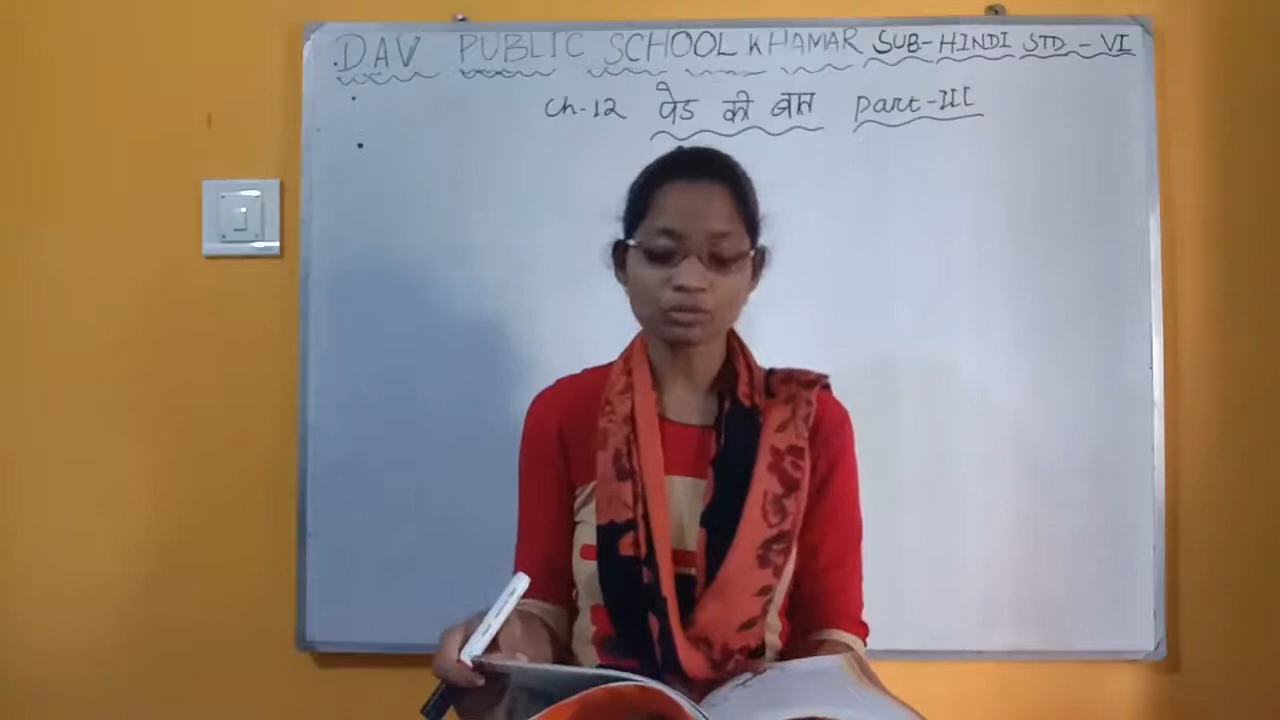 DAV PUBLIC SCHOOL KHAMAR SUB-HINDI STD-VI
Ch-12 पेड की बात Part-III